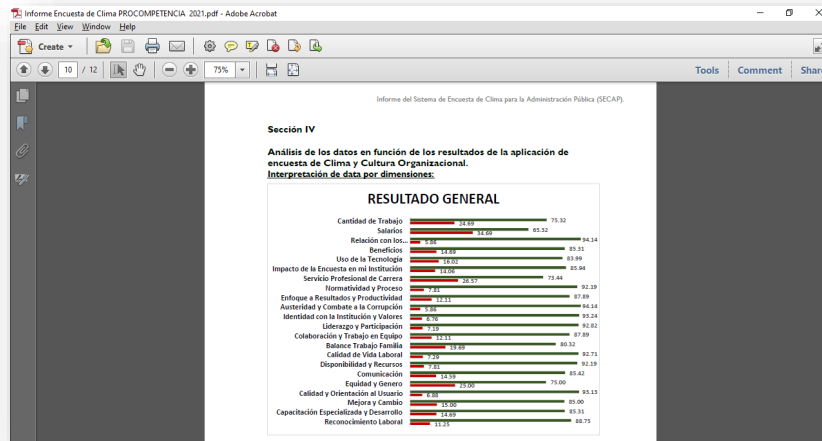 Informe Encuesta de Clima PROCOMPETENCIA 2021.pdf - Adobe Acrobat
File Edit View Window Help
Create
10 / 12 75% Tools Comment Share
Informe del Sistema de Encuesta de Clima para la Administración Pública (SECAP).
Sección IV
Análisis de los datos en función de los resultados de la aplicación de
encuesta de Clima y Cultura Organizacional.
Interpretación de data por dimensiones:
RESULTADO GENERAL
Cantidad de Trabajo 75.32
24.69
Salarios 65.32
34.69
Relación con los... 94.14
5.86
Beneficios 85.31
14.69
Uso de la Tecnología 83.99
16.02
Impacto de la Encuesta en mi Institución 85.94
14.06
Servicio Profesional de Carrera 73.44
26.57
Normatividad y Proceso 92.19
7.81
Enfoque a Resultados y Productividad 87.89
12.11
Austeridad y Combate a la Corrupción 94.14
5.86
Identidad con la Institución y Valores 93.24
6.76
Liderazgo y Participación 92.82
7.19
Colaboración y Trabajo en Equipo 87.89
12.11
Balance Trabajo Familia 80.32
19.69
Calidad de Vida Laboral 92.71
7.29
Disponibilidad y Recursos 92.19
7.81
Comunicación 85.42
14.59
Equidad y Genero 75.00
25.00
Calidad y Orientación al Usuario 93.13
6.88
Mejora y Cambio 85.00
15.00
Capacitación Especializada y Desarrollo 85.31
14.69
Reconocimiento Laboral 88.75
11.25